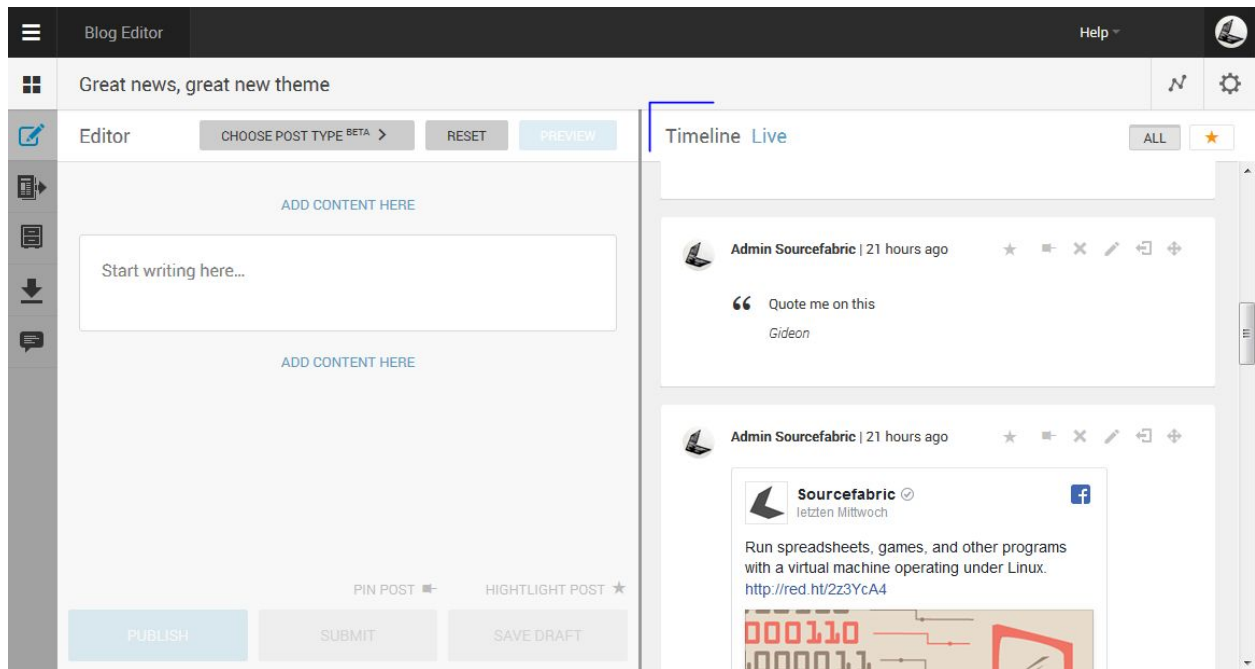 Blog Editor
Help
Great news, great new theme
Editor
CHOOSE POST TYPE BETA >
RESET
PREVIEW
ADD CONTENT HERE
Start writing here...
ADD CONTENT HERE
PIN POST
HIGHTLIGHT POST
PUBLISH
SUBMIT
SAVE DRAFT
Timeline Live
ALL
Admin Sourcefabric | 21 hours ago
Quote me on this
Gideon
Admin Sourcefabric | 21 hours ago
Sourcefabric
letzten Mittwoch
Run spreadsheets, games, and other programs
with a virtual machine operating under Linux.
http://red.ht/2z3YcA4
000110